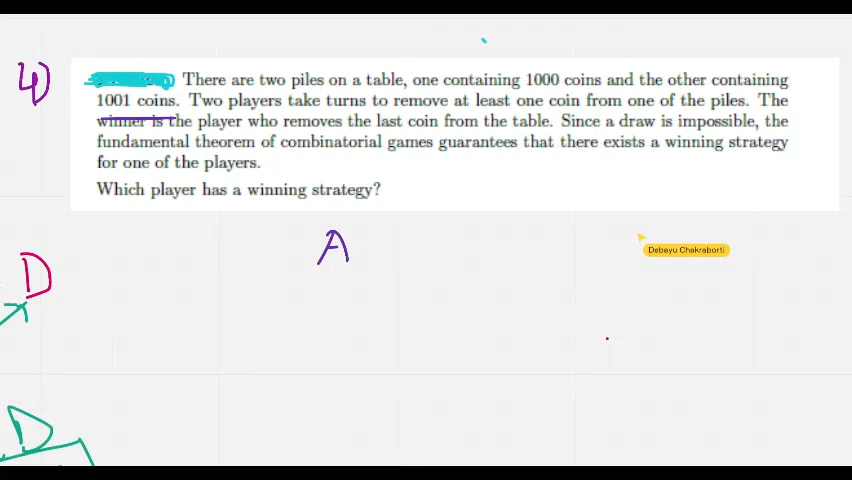 4)
There are two piles on a table, one containing 1000 coins and the other containing
1001 coins. Two players take turns to remove at least one coin from one of the piles. The
winner is the player who removes the last coin from the table. Since a draw is impossible, the
fundamental theorem of combinatorial games guarantees that there exists a winning strategy
for one of the players.
Which player has a winning strategy?
A
Debayu Chakraborti
D
D